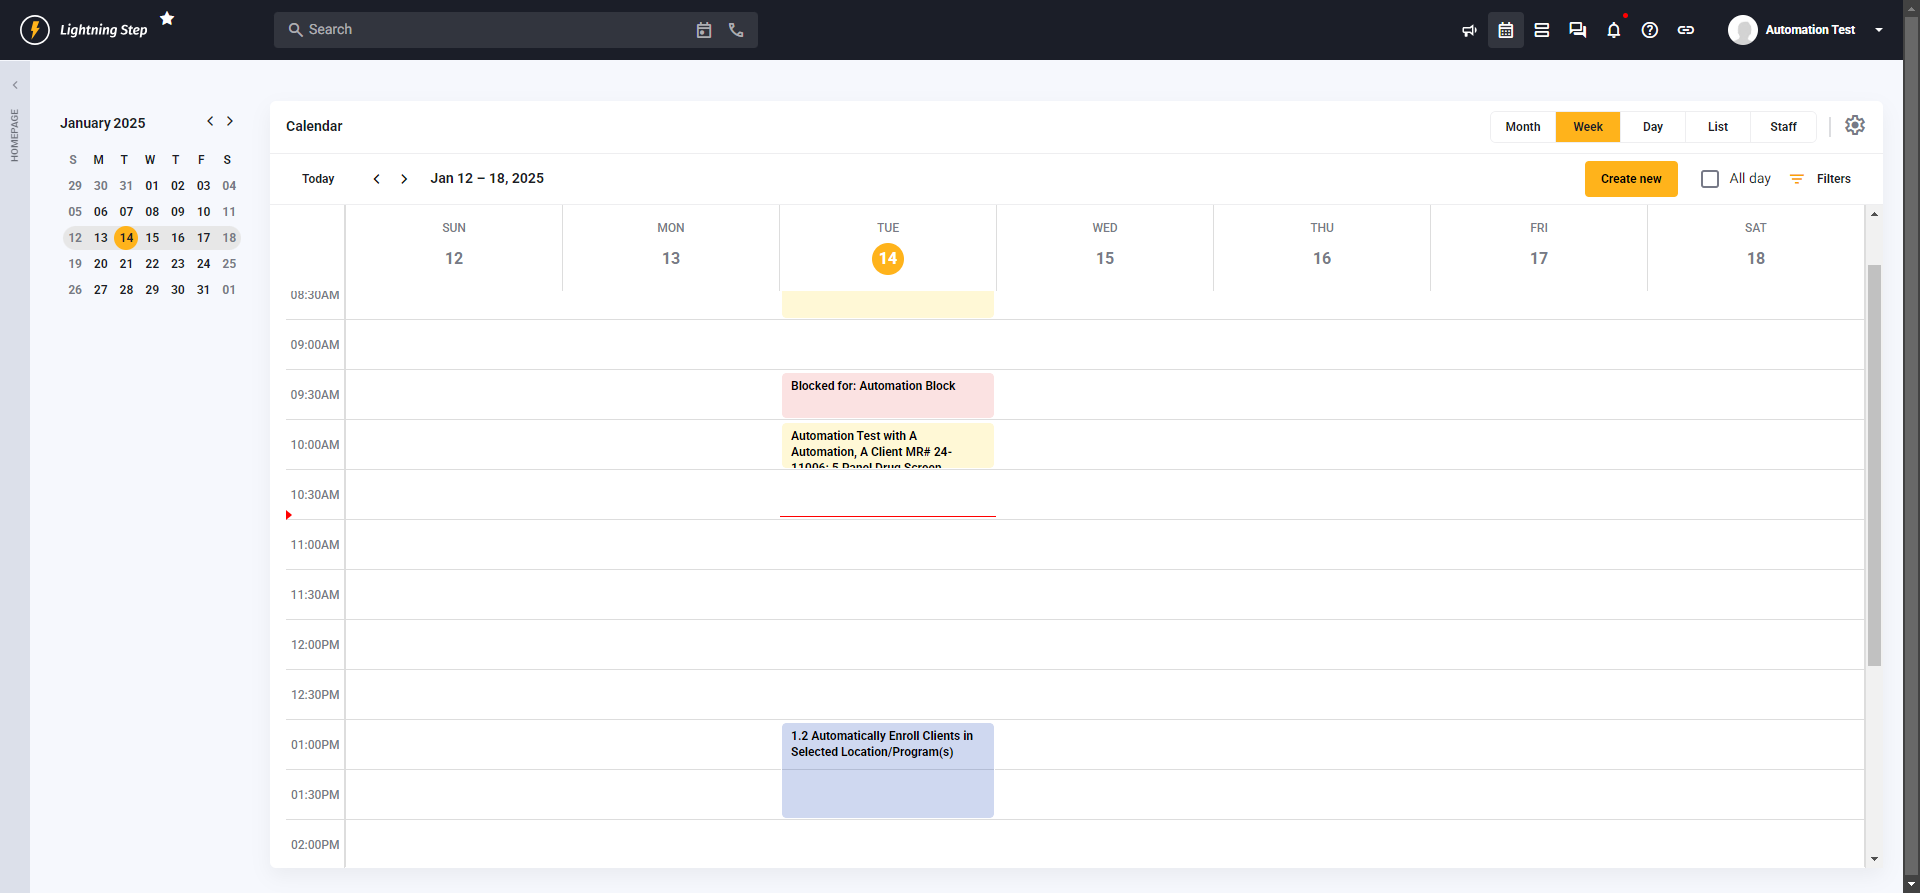 Lightning Step
Search
Automation Test
HOMEPAGE
January 2025
S M T W T F S
29 30 31 01 02 03 04
05 06 07 08 09 10 11
12 13 14 15 16 17 18
19 20 21 22 23 24 25
26 27 28 29 30 31 01
Calendar
Month Week Day List Staff
Today
Jan 12 – 18, 2025
Create new
All day
Filters
SUN MON TUE WED THU FRI SAT
12 13 14 15 16 17 18
08:30AM
09:00AM
09:30AM
Blocked for: Automation Block
10:00AM
Automation Test with A
Automation, A Client MR# 24-
11006: 5 Panel Drug Screen
10:30AM
11:00AM
11:30AM
12:00PM
12:30PM
01:00PM
1.2 Automatically Enroll Clients in
Selected Location/Program(s)
01:30PM
02:00PM